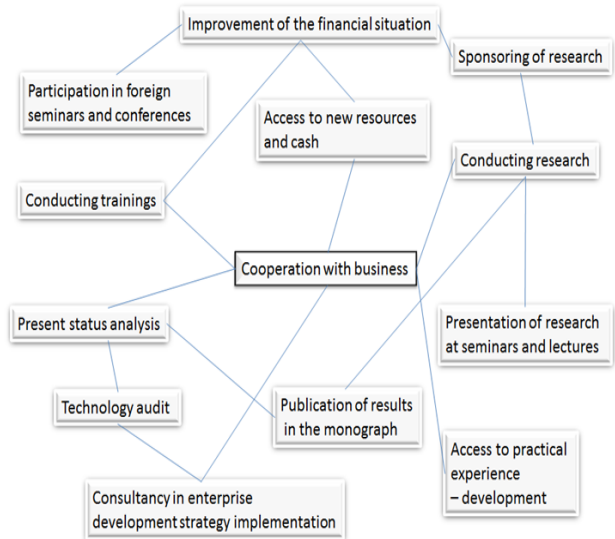 Improvement of the financial situation
Sponsoring of research
Participation in foreign
seminars and conferences
Access to new resources
and cash
Conducting research
Conducting trainings
Cooperation with business
Present status analysis
Presentation of research
at seminars and lectures
Technology audit
Publication of results
in the monograph
Access to practical
experience
– development
Consultancy in enterprise
development strategy implementation